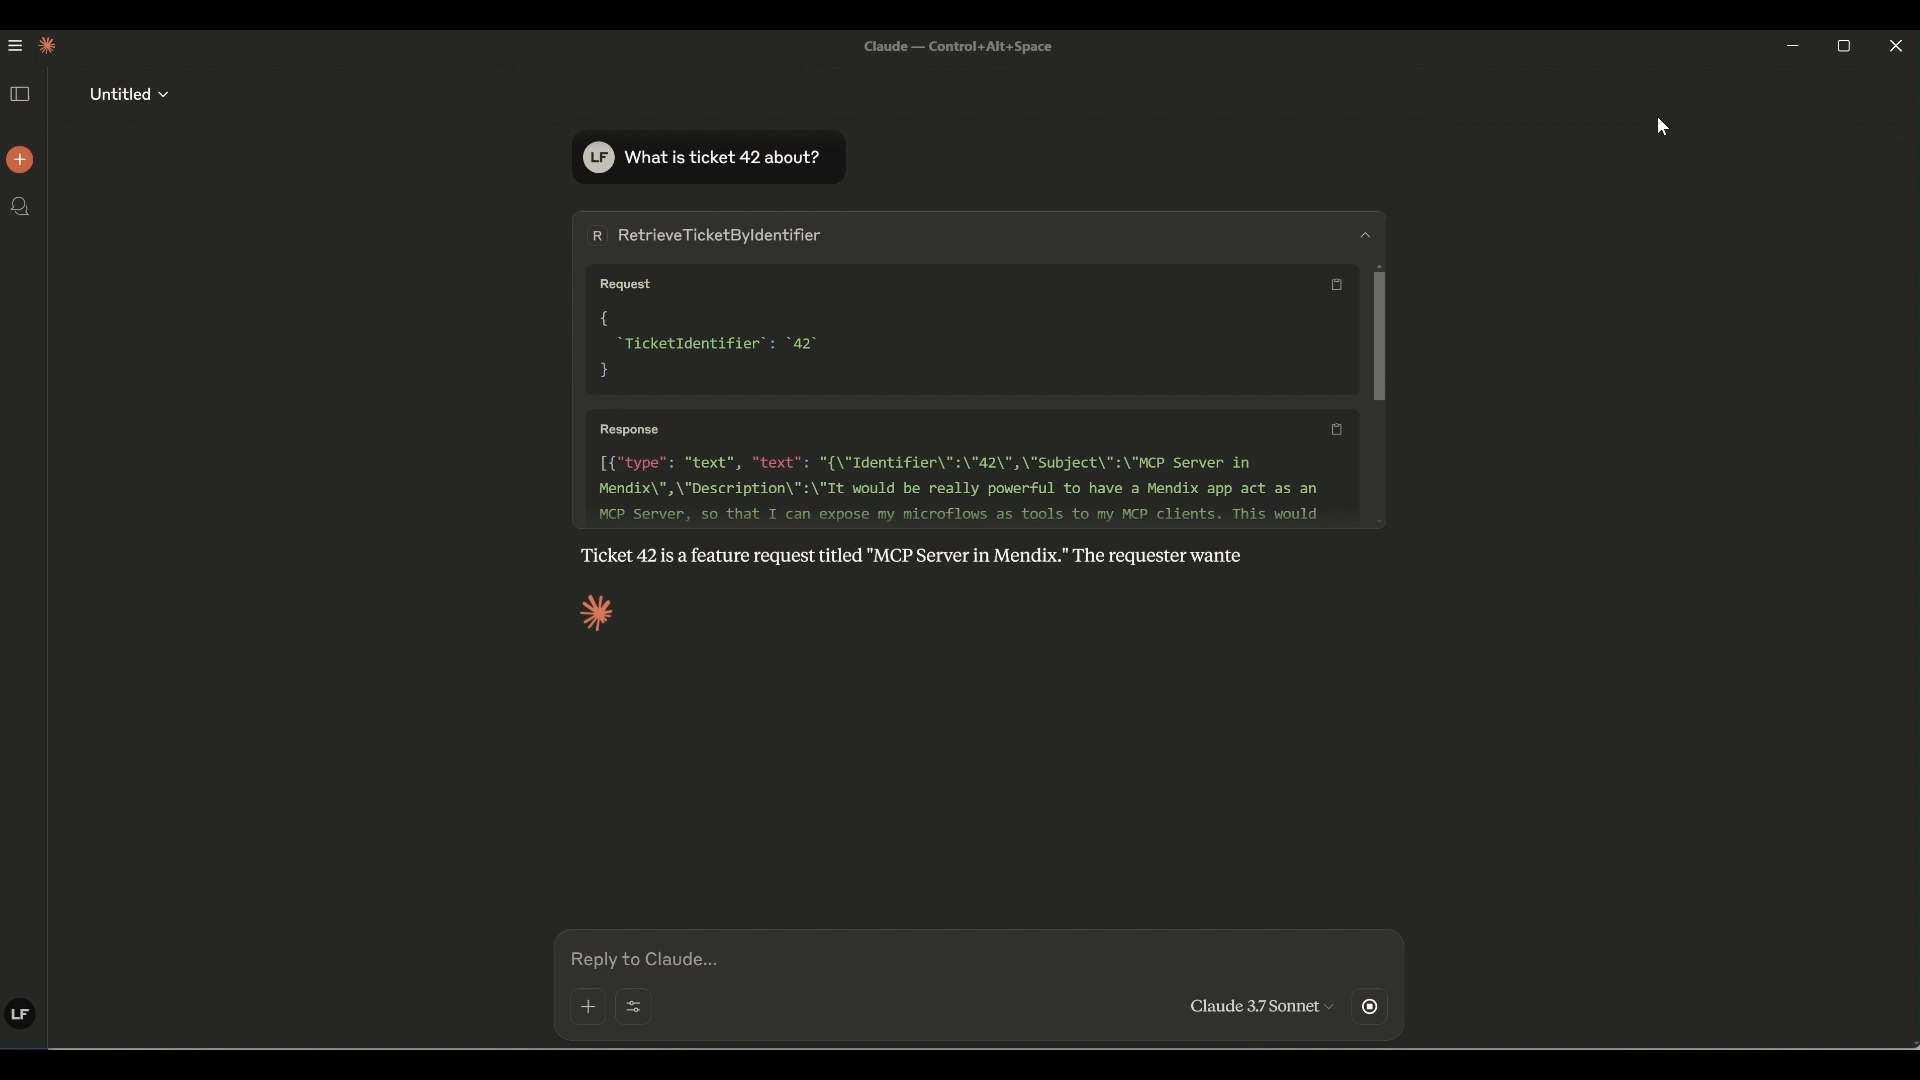 Claude — Control+Alt+Space
Untitled
LF What is ticket 42 about?
R RetrieveTicketByIdentifier
Request
{
`TicketIdentifier`: `42`
}
Response
[{"type": "text", "text": "{\"Identifier\":\"42\",\"Subject\":\"MCP Server in
Mendix\",\"Description\":\"It would be really powerful to have a Mendix app act as an
MCP Server, so that I can expose my microflows as tools to my MCP clients. This would
Ticket 42 is a feature request titled "MCP Server in Mendix." The requester wante
Reply to Claude...
Claude 3.7 Sonnet
LF